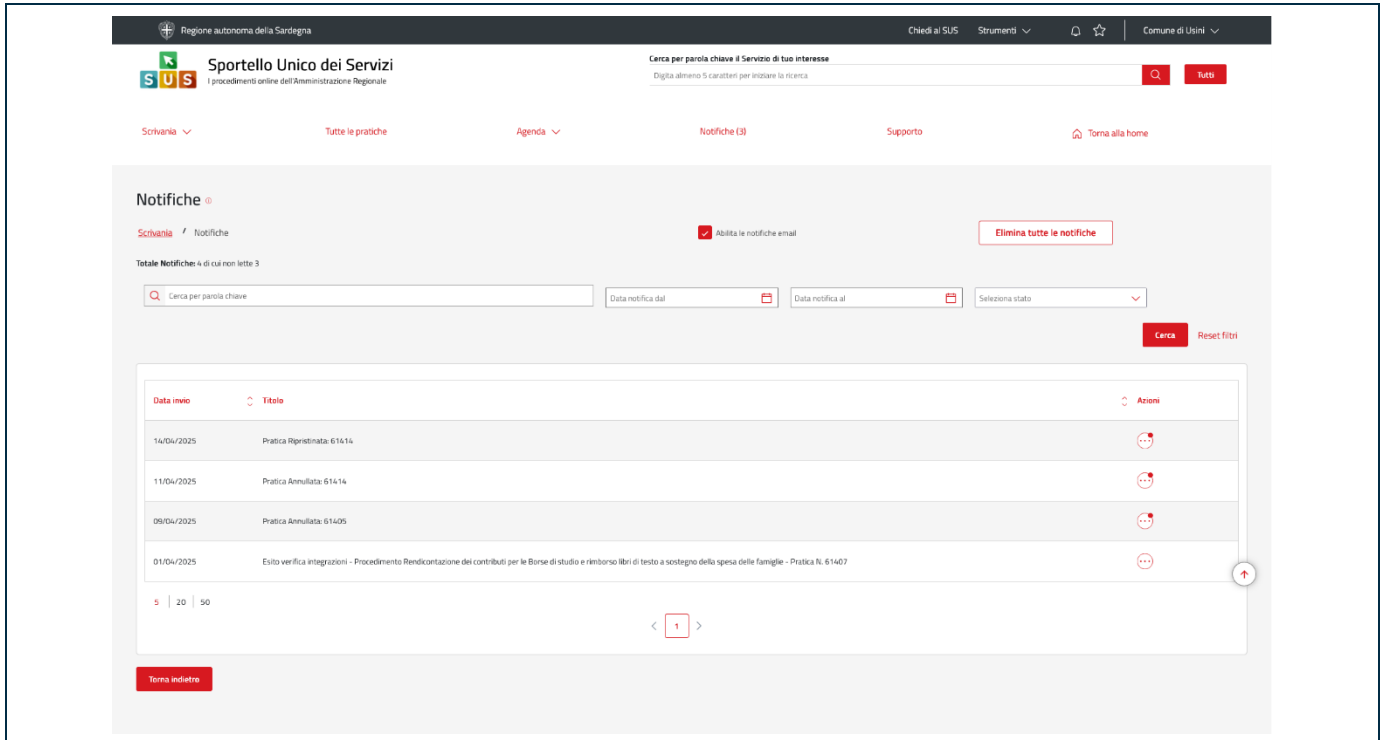 Regione autonoma della Sardegna
Chiedi al SUS Strumenti Comune di Usini
SUS
Sportello Unico dei Servizi
I procedimenti online dell'Amministrazione Regionale
Cerca per parola chiave il Servizio di tuo interesse
Digita almeno 5 caratteri per iniziare la ricerca
Tutti
Scrivania Tutte le pratiche Agenda Notifiche (3) Supporto Torna alla home
Notifiche
Scrivania / Notifiche
Abilita le notifiche email
Elimina tutte le notifiche
Totale Notifiche: 4 di cui non lette 3
Cerca per parola chiave Data notifica dal Data notifica al Seleziona stato
Cerca Reset filtri
Data invio Titolo Azioni
14/04/2025 Pratica Ripristinata: 61414
11/04/2025 Pratica Annullata: 61414
09/04/2025 Pratica Annullata: 61405
01/04/2025 Esito verifica integrazioni - Procedimento Rendicontazione dei contributi per le Borse di studio e rimborso libri di testo a sostegno della spesa delle famiglie - Pratica N. 61407
5 20 50
1
Torna indietro